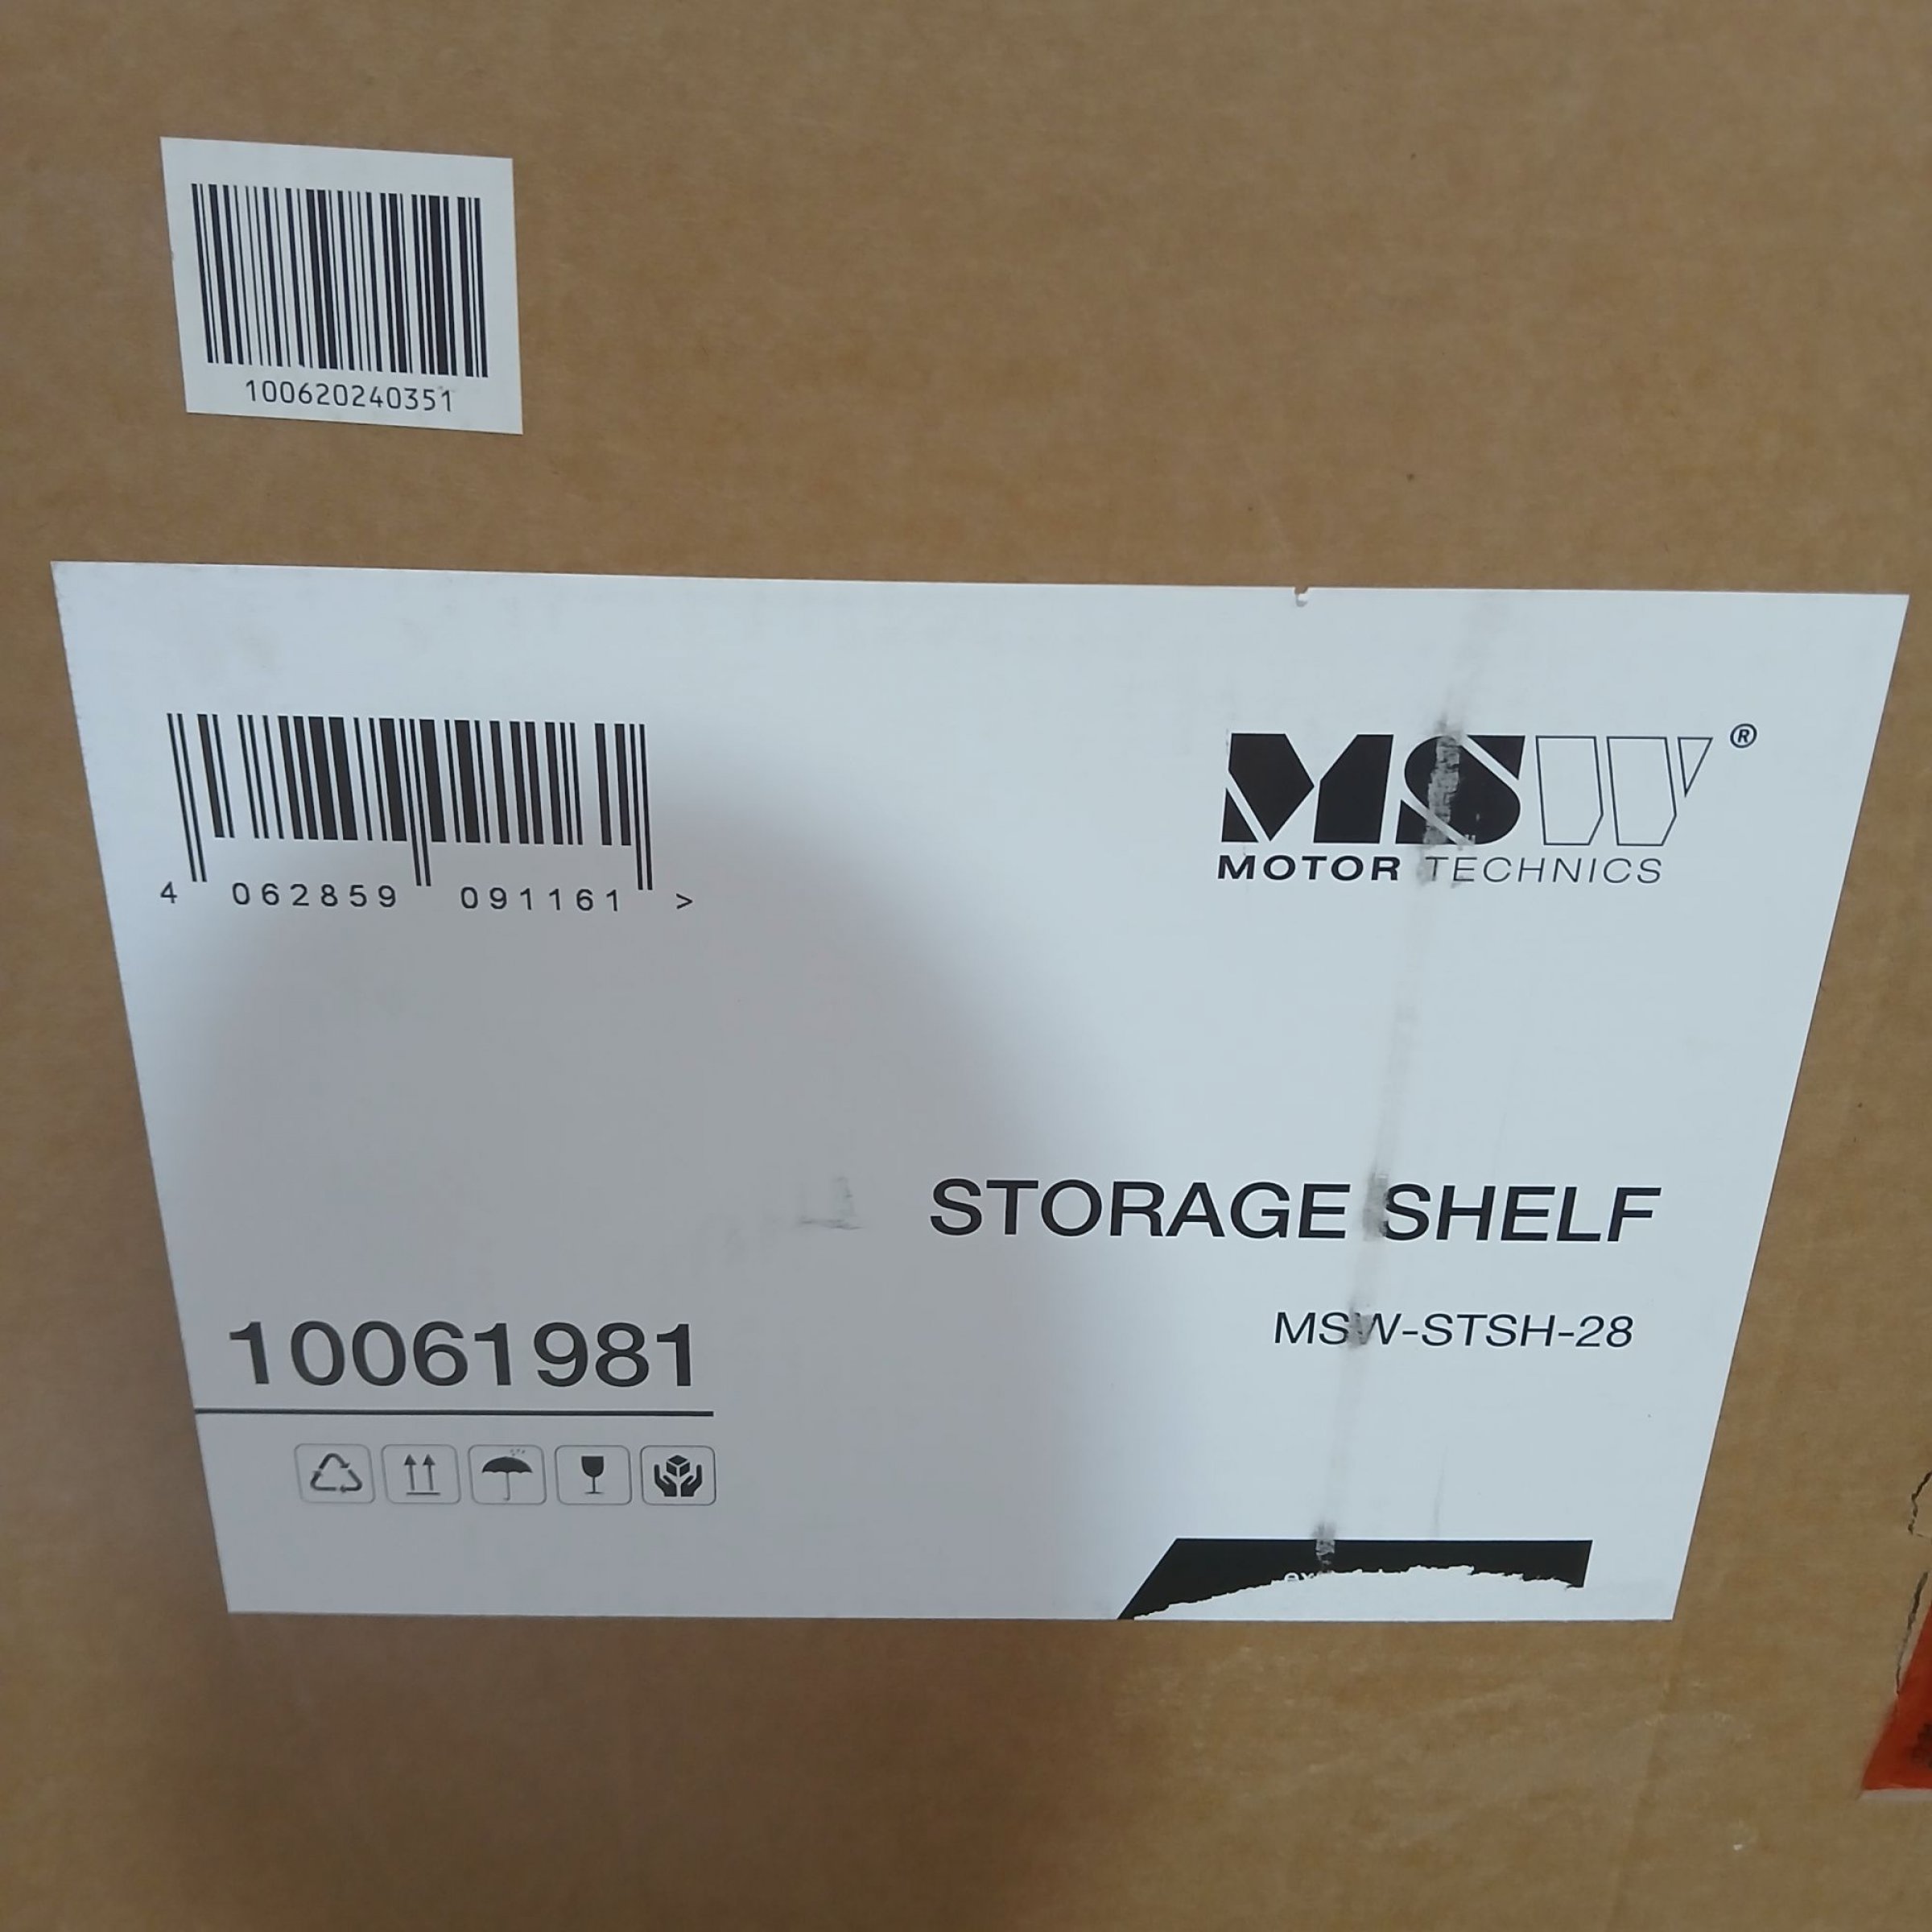 100620240351
MSW®
MOTOR TECHNICS
4 062859 091161 >
STORAGE SHELF
MSW-STSH-28
10061981